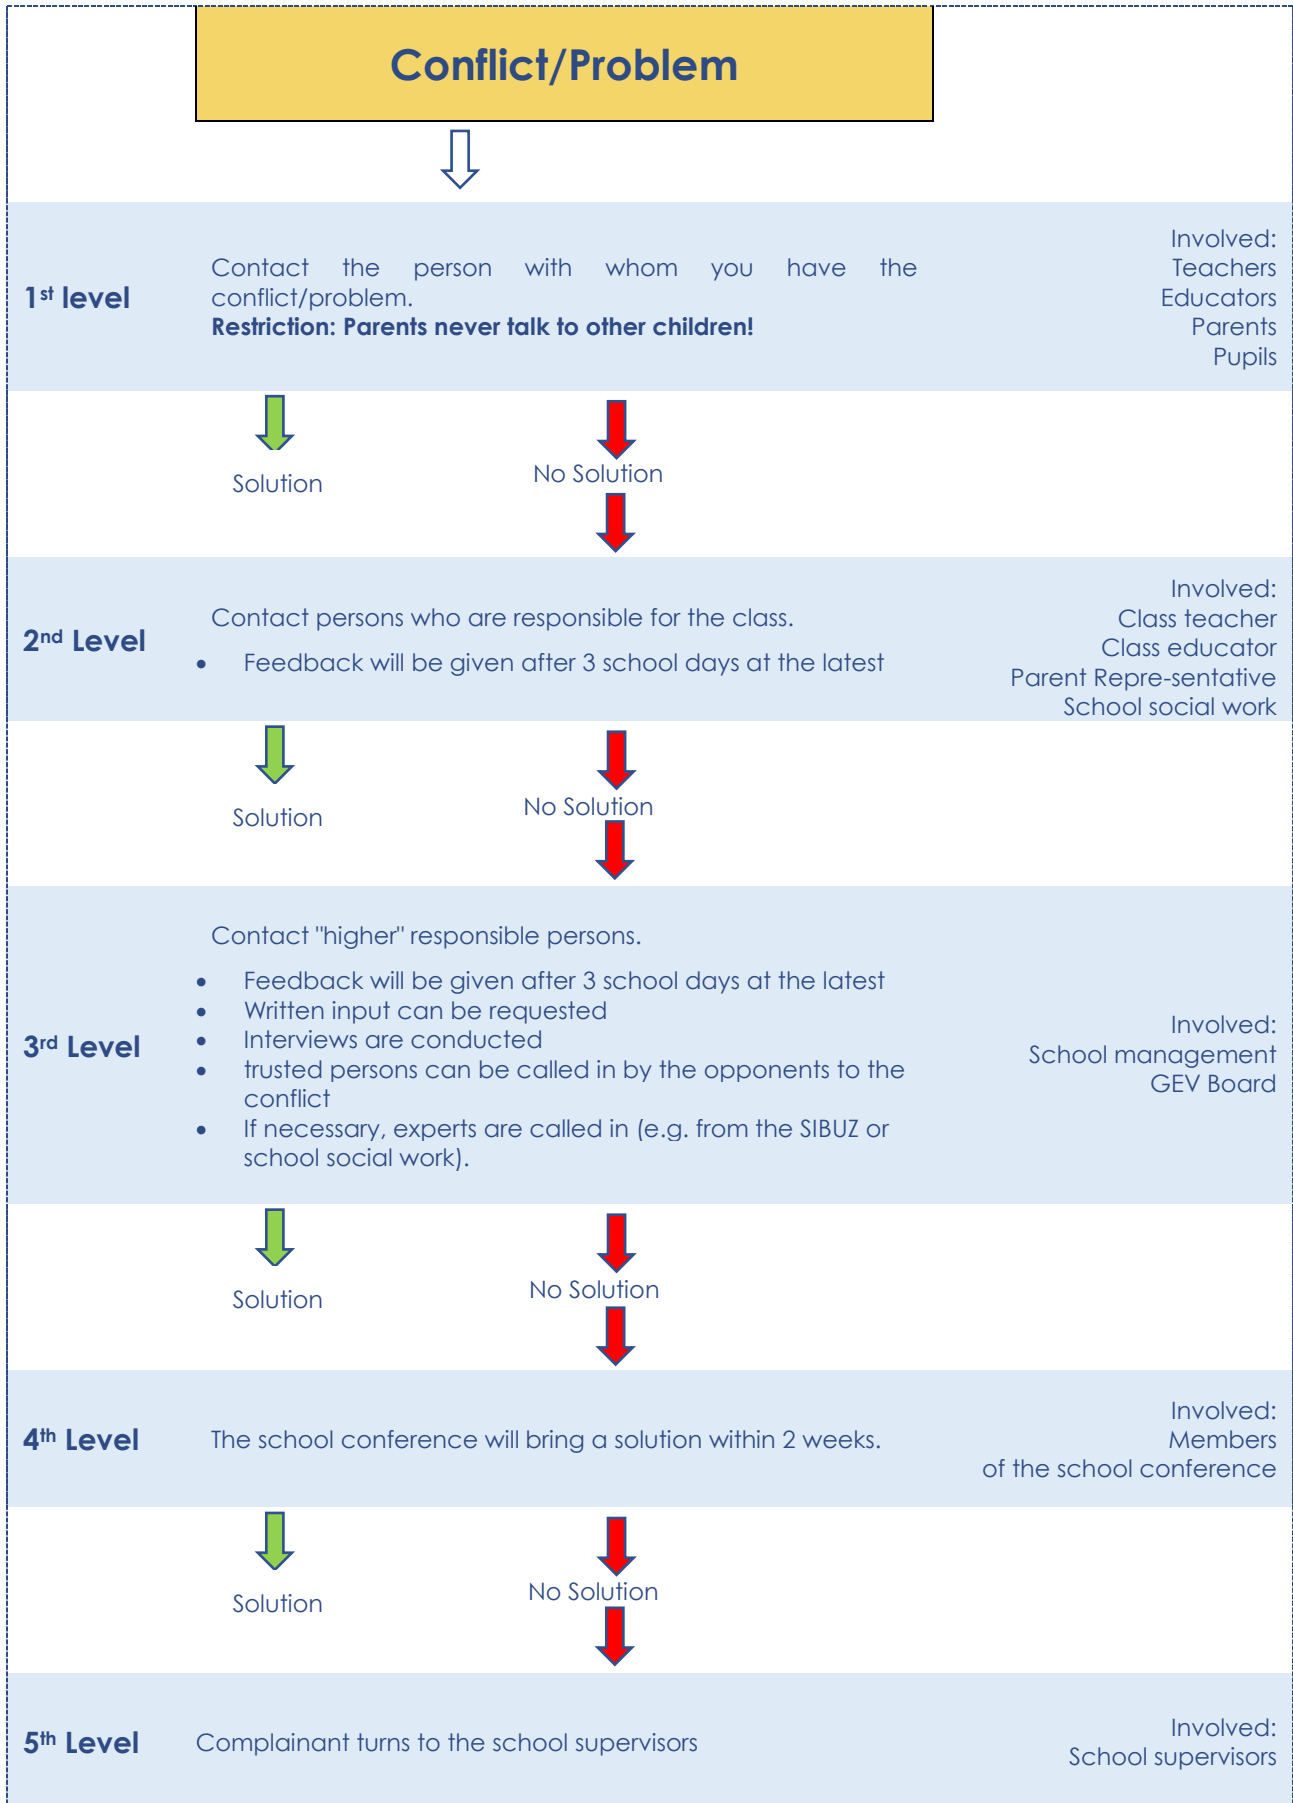 Conflict/Problem
1st level
Contact the person with whom you have the
conflict/problem.
Restriction: Parents never talk to other children!
Involved:
Teachers
Educators
Parents
Pupils
Solution
No Solution
2nd Level
Contact persons who are responsible for the class.
• Feedback will be given after 3 school days at the latest
Involved:
Class teacher
Class educator
Parent Repre-sentative
School social work
Solution
No Solution
3rd Level
Contact "higher" responsible persons.
• Feedback will be given after 3 school days at the latest
• Written input can be requested
• Interviews are conducted
• trusted persons can be called in by the opponents to the
conflict
• If necessary, experts are called in (e.g. from the SIBUZ or
school social work).
Involved:
School management
GEV Board
Solution
No Solution
4th Level
The school conference will bring a solution within 2 weeks.
Involved:
Members
of the school conference
Solution
No Solution
5th Level
Complainant turns to the school supervisors
Involved:
School supervisors